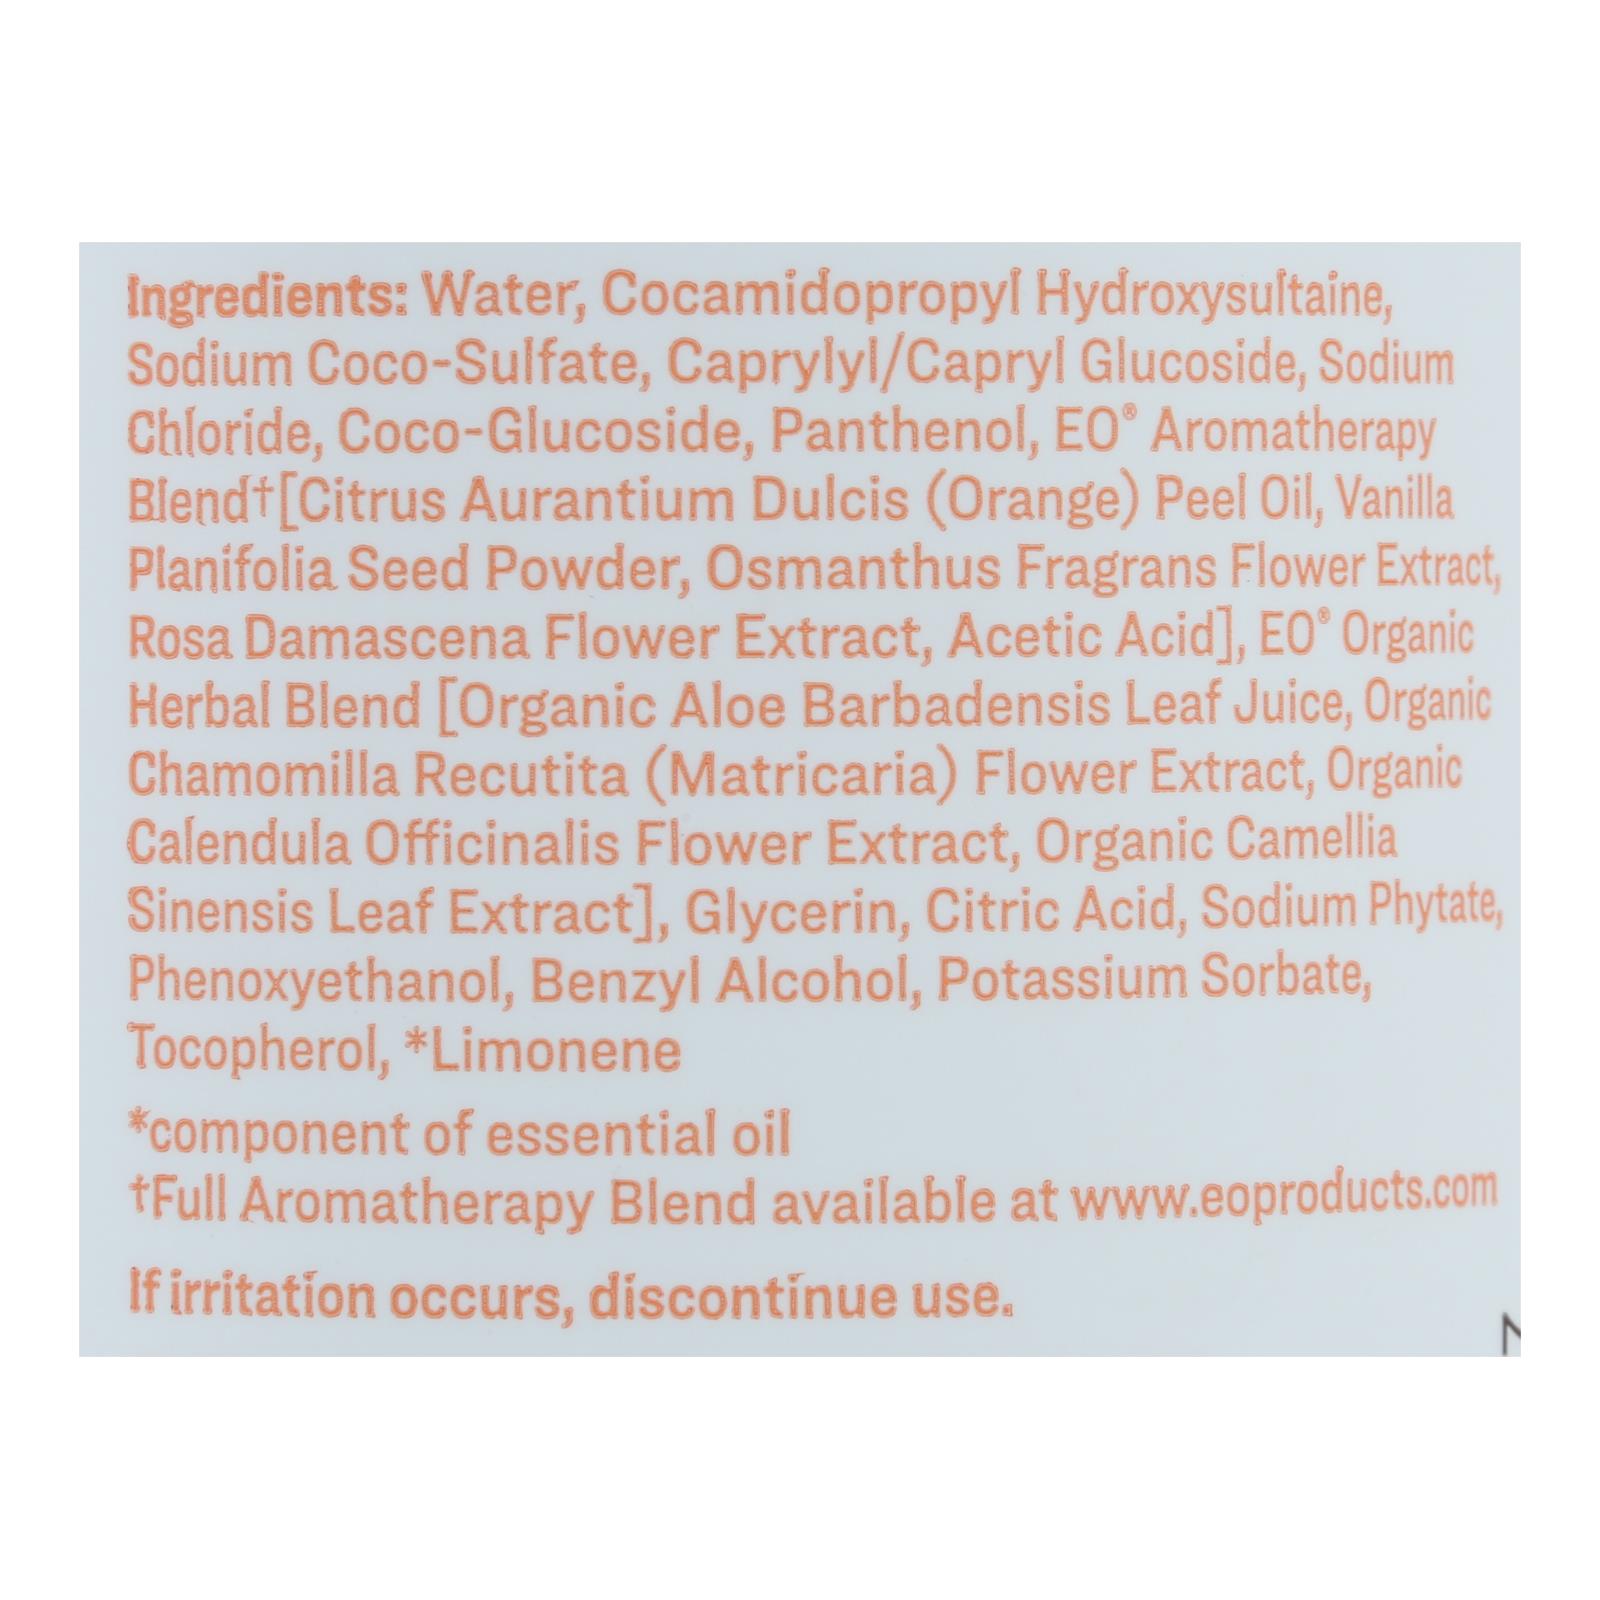 Ingredients: Water, Cocamidopropyl Hydroxysultaine,
Sodium Coco-Sulfate, Caprylyl/Capryl Glucoside, Sodium
Chloride, Coco-Glucoside, Panthenol, EO® Aromatherapy
Blend†[Citrus Aurantium Dulcis (Orange) Peel Oil, Vanilla
Planifolia Seed Powder, Osmanthus Fragrans Flower Extract,
Rosa Damascena Flower Extract, Acetic Acid], EO® Organic
Herbal Blend [Organic Aloe Barbadensis Leaf Juice, Organic
Chamomilla Recutita (Matricaria) Flower Extract, Organic
Calendula Officinalis Flower Extract, Organic Camellia
Sinensis Leaf Extract], Glycerin, Citric Acid, Sodium Phytate,
Phenoxyethanol, Benzyl Alcohol, Potassium Sorbate,
Tocopherol, *Limonene
*component of essential oil
†Full Aromatherapy Blend available at www.eoproducts.com
If irritation occurs, discontinue use.